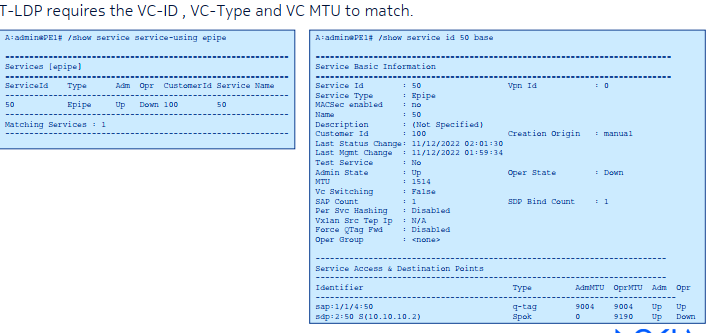 T-LDP requires the VC-ID , VC-Type and VC MTU to match.
A:admin@PE1# /show service service-using epipe
===============================================
Services [epipe]
===============================================
ServiceId Type Adm Opr CustomerId Service Name
-----------------------------------------------
50 Epipe Up Down 100 50
-----------------------------------------------
Matching Services : 1
-----------------------------------------------
A:admin@PE1# /show service id 50 base
===============================================
Service Basic Information
===============================================
Service Id : 50 Vpn Id : 0
Service Type : Epipe
MACSec enabled : no
Name : 50
Description : (Not Specified)
Customer Id : 100 Creation Origin : manual
Last Status Change: 11/12/2022 02:01:30
Last Mgmt Change : 11/12/2022 01:59:34
Test Service : No
Admin State : Up Oper State : Down
MTU : 1514
Vc Switching : False
SAP Count : 1 SDP Bind Count : 1
Per Svc Hashing : Disabled
Vxlan Src Tep Ip : N/A
Force QTag Fwd : Disabled
Oper Group : <none>
-----------------------------------------------
Service Access & Destination Points
-----------------------------------------------
Identifier Type AdmMTU OprMTU Adm Opr
-----------------------------------------------
sap:1/1/4:50 q-tag 9004 9004 Up Up
sdp:2:50 S(10.10.10.2) Spok 0 9190 Up Down